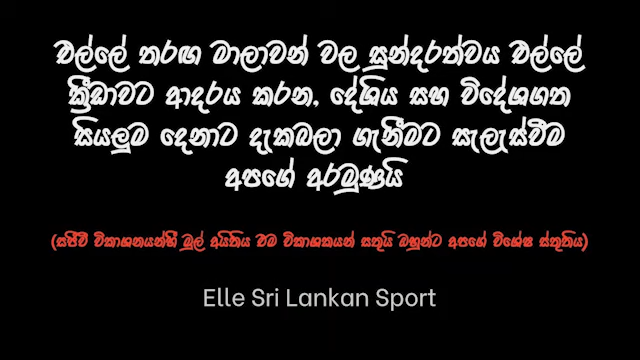 එල්ලේ තරඟ මාලාවන් වල සුන්දරත්වය එල්ලේ
ක්‍රීඩාවට ආදරය කරන, දේශිය සහ විදේශගත
සියලුම දෙනාට දැකබලා ගැනීමට සැලැස්වීම
අපගේ අරමුණයි
(සජීවී විකාශනයන්හී මුල් අයිතිය එම විකාශකයන් සතුයි ඔහුන්ට අපගේ විශේෂ ස්තූතිය)
Elle Sri Lankan Sport